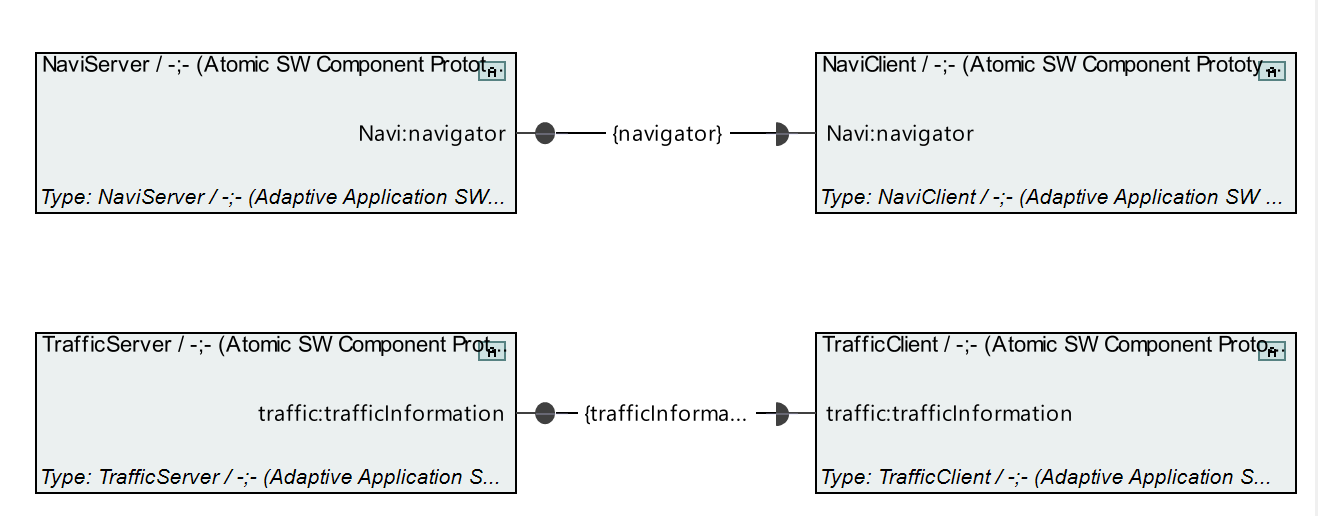 NaviServer / -;- (Atomic SW Component Protot...
NaviClient / -;- (Atomic SW Component Prototy...
Navi:navigator
{navigator}
Navi:navigator
Type: NaviServer / -;- (Adaptive Application SW...
Type: NaviClient / -;- (Adaptive Application SW ...
TrafficServer / -;- (Atomic SW Component Prot...
TrafficClient / -;- (Atomic SW Component Proto...
traffic:trafficInformation
{trafficInforma...
traffic:trafficInformation
Type: TrafficServer / -;- (Adaptive Application S...
Type: TrafficClient / -;- (Adaptive Application S...